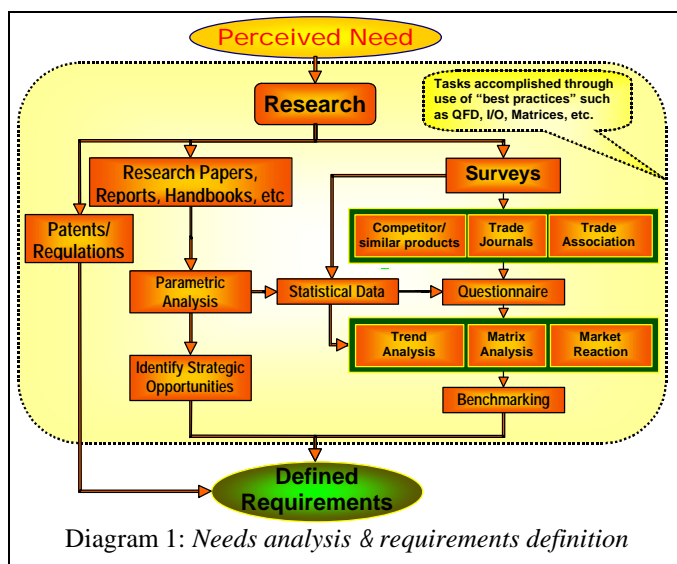 Perceived Need
Research
Tasks accomplished through
use of “best practices” such
as QFD, I/O, Matrices, etc.
Research Papers,
Reports, Handbooks, etc
Surveys
Patents/
Requlations
Competitor/
similar products
Trade
Journals
Trade
Association
Parametric
Analysis
Statistical Data
Questionnaire
Trend
Analysis
Matrix
Analysis
Market
Reaction
Identify Strategic
Opportunities
Benchmarking
Defined
Requirements
Diagram 1: Needs analysis & requirements definition